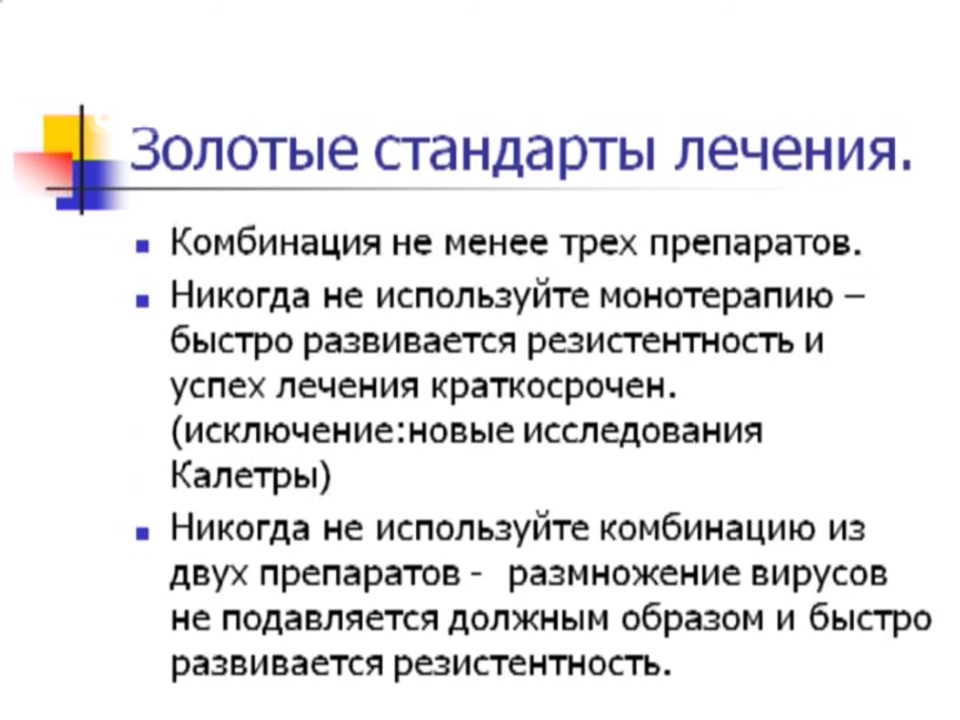 Золотые стандарты лечения.
Комбинация не менее трех препаратов.
Никогда не используйте монотерапию –
быстро развивается резистентность и
успех лечения краткосрочен.
(исключение:новые исследования
Калетры)
Никогда не используйте комбинацию из
двух препаратов - размножение вирусов
не подавляется должным образом и быстро
развивается резистентность.